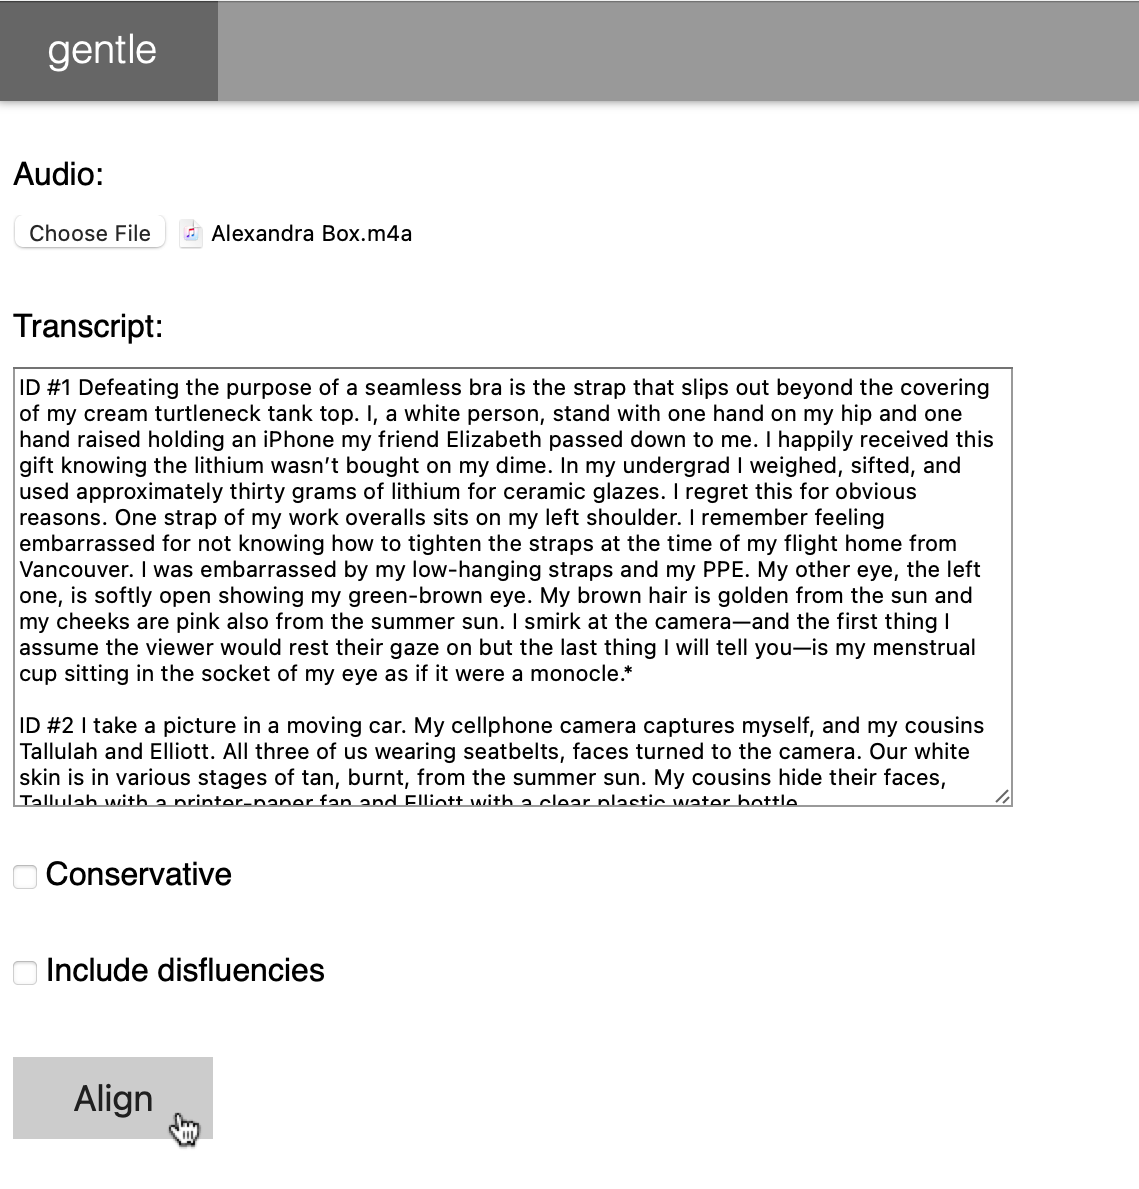 gentle
Audio:
Choose File Alexandra Box.m4a
Transcript:
ID #1 Defeating the purpose of a seamless bra is the strap that slips out beyond the covering
of my cream turtleneck tank top. I, a white person, stand with one hand on my hip and one
hand raised holding an iPhone my friend Elizabeth passed down to me. I happily received this
gift knowing the lithium wasn’t bought on my dime. In my undergrad I weighed, sifted, and
used approximately thirty grams of lithium for ceramic glazes. I regret this for obvious
reasons. One strap of my work overalls sits on my left shoulder. I remember feeling
embarrassed for not knowing how to tighten the straps at the time of my flight home from
Vancouver. I was embarrassed by my low-hanging straps and my PPE. My other eye, the left
one, is softly open showing my green-brown eye. My brown hair is golden from the sun and
my cheeks are pink also from the summer sun. I smirk at the camera—and the first thing I
assume the viewer would rest their gaze on but the last thing I will tell you—is my menstrual
cup sitting in the socket of my eye as if it were a monocle.*
ID #2 I take a picture in a moving car. My cellphone camera captures myself, and my cousins
Tallulah and Elliott. All three of us wearing seatbelts, faces turned to the camera. Our white
skin is in various stages of tan, burnt, from the summer sun. My cousins hide their faces,
Tallulah with a printer-paper fan and Elliott with a clear plastic water bottle.
Conservative
Include disfluencies
Align